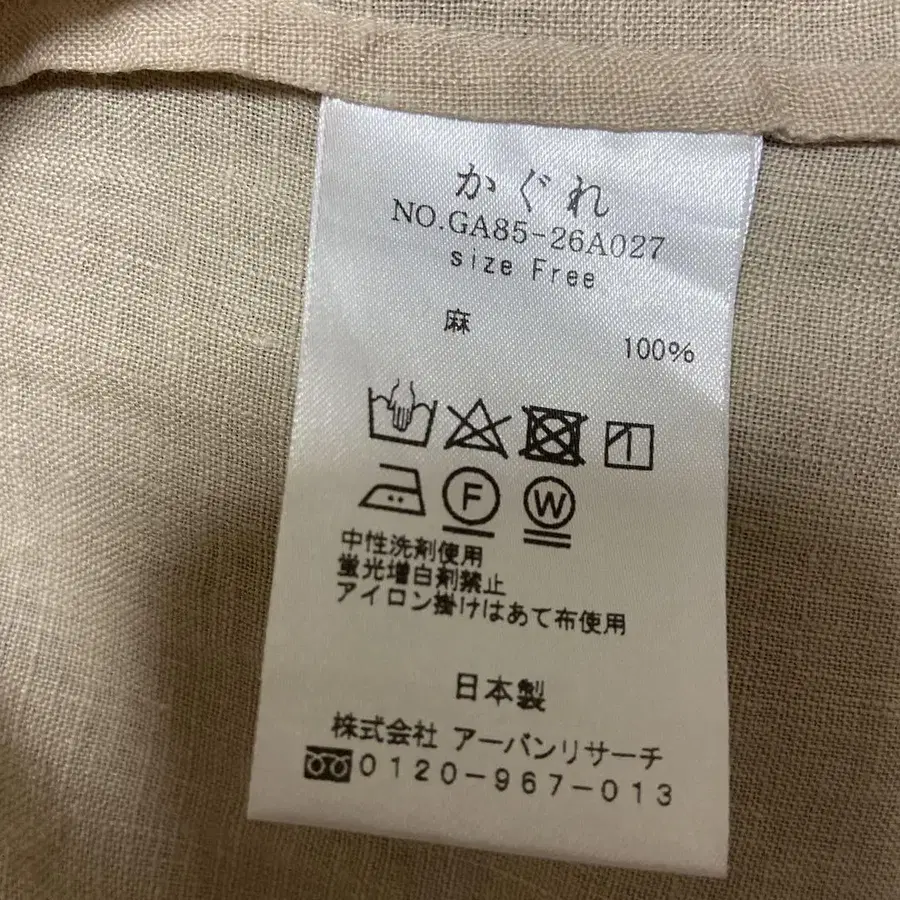 かぐれ
NO.GA85-26A027
size Free
麻 100%
F W
中性洗剤使用
蛍光増白剤禁止
アイロン掛けはあて布使用
日本製
株式会社 アーバンリサーチ
0120-967-013